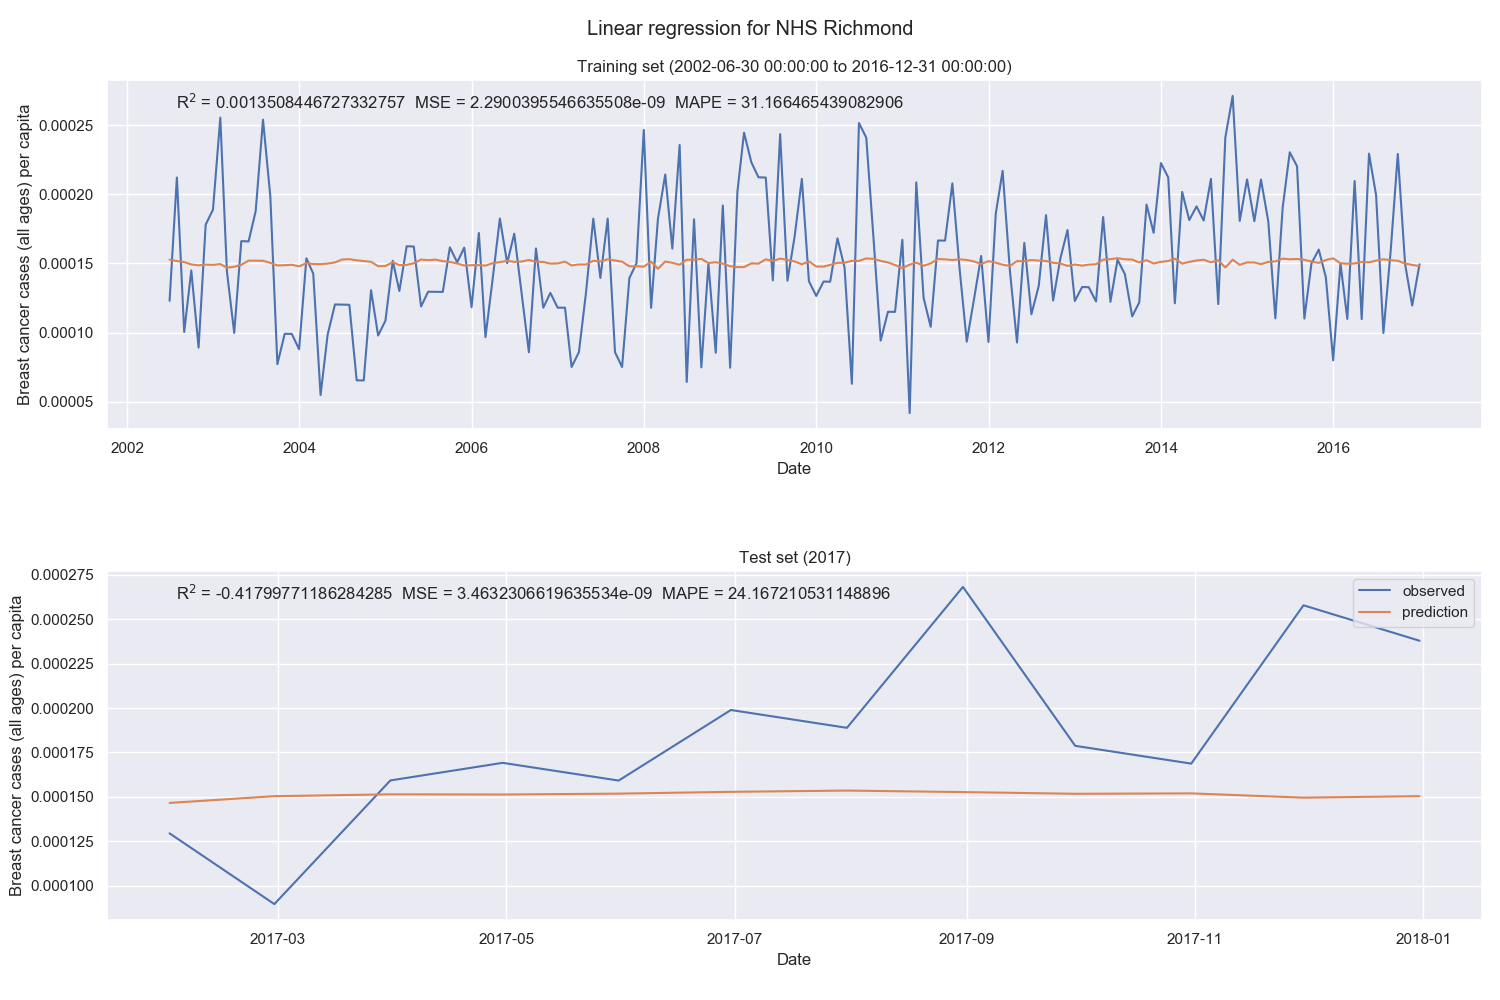 Linear regression for NHS Richmond
Training set (2002-06-30 00:00:00 to 2016-12-31 00:00:00)
R² = 0.0013508446727332757 MSE = 2.2900395546635508e-09 MAPE = 31.166465439082906
Breast cancer cases (all ages) per capita
0.00025
0.00020
0.00015
0.00010
0.00005
2002 2004 2006 2008 2010 2012 2014 2016
Date
Test set (2017)
R² = -0.41799771186284285 MSE = 3.4632306619635534e-09 MAPE = 24.167210531148896
observed
prediction
Breast cancer cases (all ages) per capita
0.000275
0.000250
0.000225
0.000200
0.000175
0.000150
0.000125
0.000100
2017-03 2017-05 2017-07 2017-09 2017-11 2018-01
Date